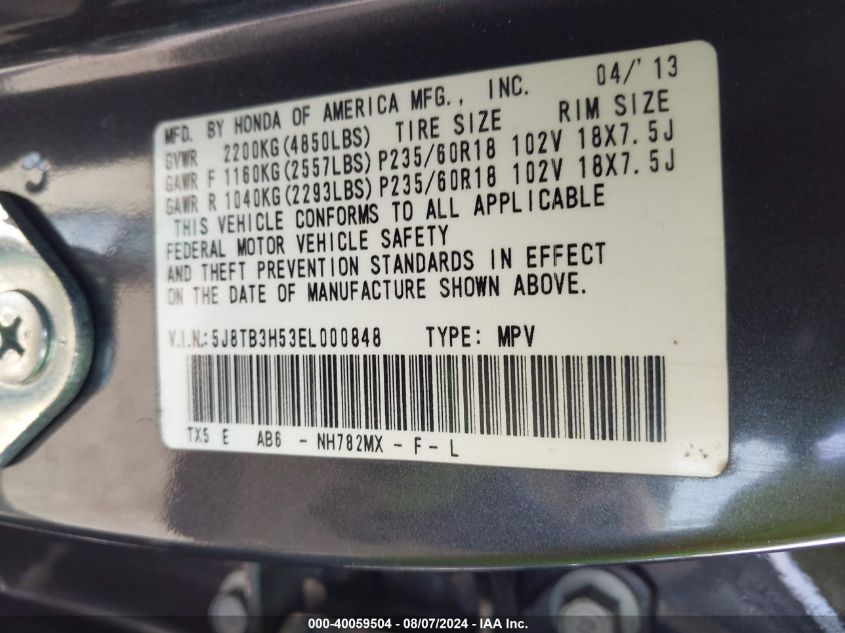 04/'13
MFD. BY HONDA OF AMERICA MFG., INC.
GVWR 2200KG(4850LBS) TIRE SIZE RIM SIZE
GAWR F 1160KG(2557LBS) P235/60R18 102V 18X7.5J
GAWR R 1040KG(2293LBS) P235/60R18 102V 18X7.5J
THIS VEHICLE CONFORMS TO ALL APPLICABLE
FEDERAL MOTOR VEHICLE SAFETY
AND THEFT PREVENTION STANDARDS IN EFFECT
ON THE DATE OF MANUFACTURE SHOWN ABOVE.
V.I.N.: 5J8TB3H53EL000848 TYPE: MPV
TX5 E AB6 - NH782MX - F - L
000-40059504 - 08/07/2024 - IAA Inc.